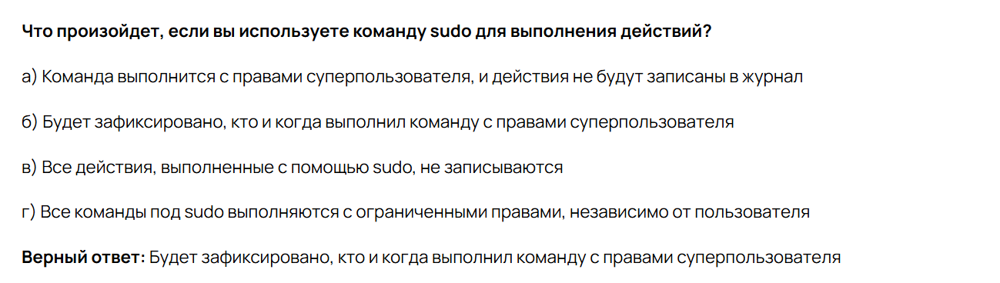 Что произойдет, если вы используете команду sudo для выполнения действий?
а) Команда выполнится с правами суперпользователя, и действия не будут записаны в журнал
б) Будет зафиксировано, кто и когда выполнил команду с правами суперпользователя
в) Все действия, выполненные с помощью sudo, не записываются
г) Все команды под sudo выполняются с ограниченными правами, независимо от пользователя
Верный ответ: Будет зафиксировано, кто и когда выполнил команду с правами суперпользователя